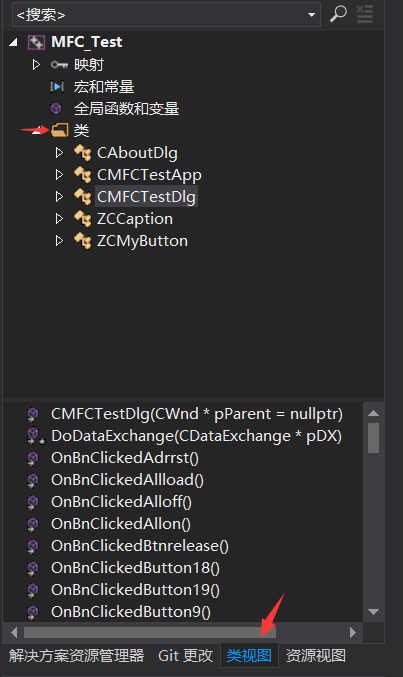 <搜索>
MFC_Test
映射
宏和常量
全局函数和变量
类
CAboutDlg
CMFCTestApp
CMFCTestDlg
ZCCaption
ZCMyButton
CMFCTestDlg(CWnd * pParent = nullptr)
DoDataExchange(CDataExchange * pDX)
OnBnClickedAdrrst()
OnBnClickedAllload()
OnBnClickedAlloff()
OnBnClickedAllon()
OnBnClickedBtnrelease()
OnBnClickedButton18()
OnBnClickedButton19()
OnBnClickedButton9()
解决方案资源管理器 Git 更改 类视图 资源视图